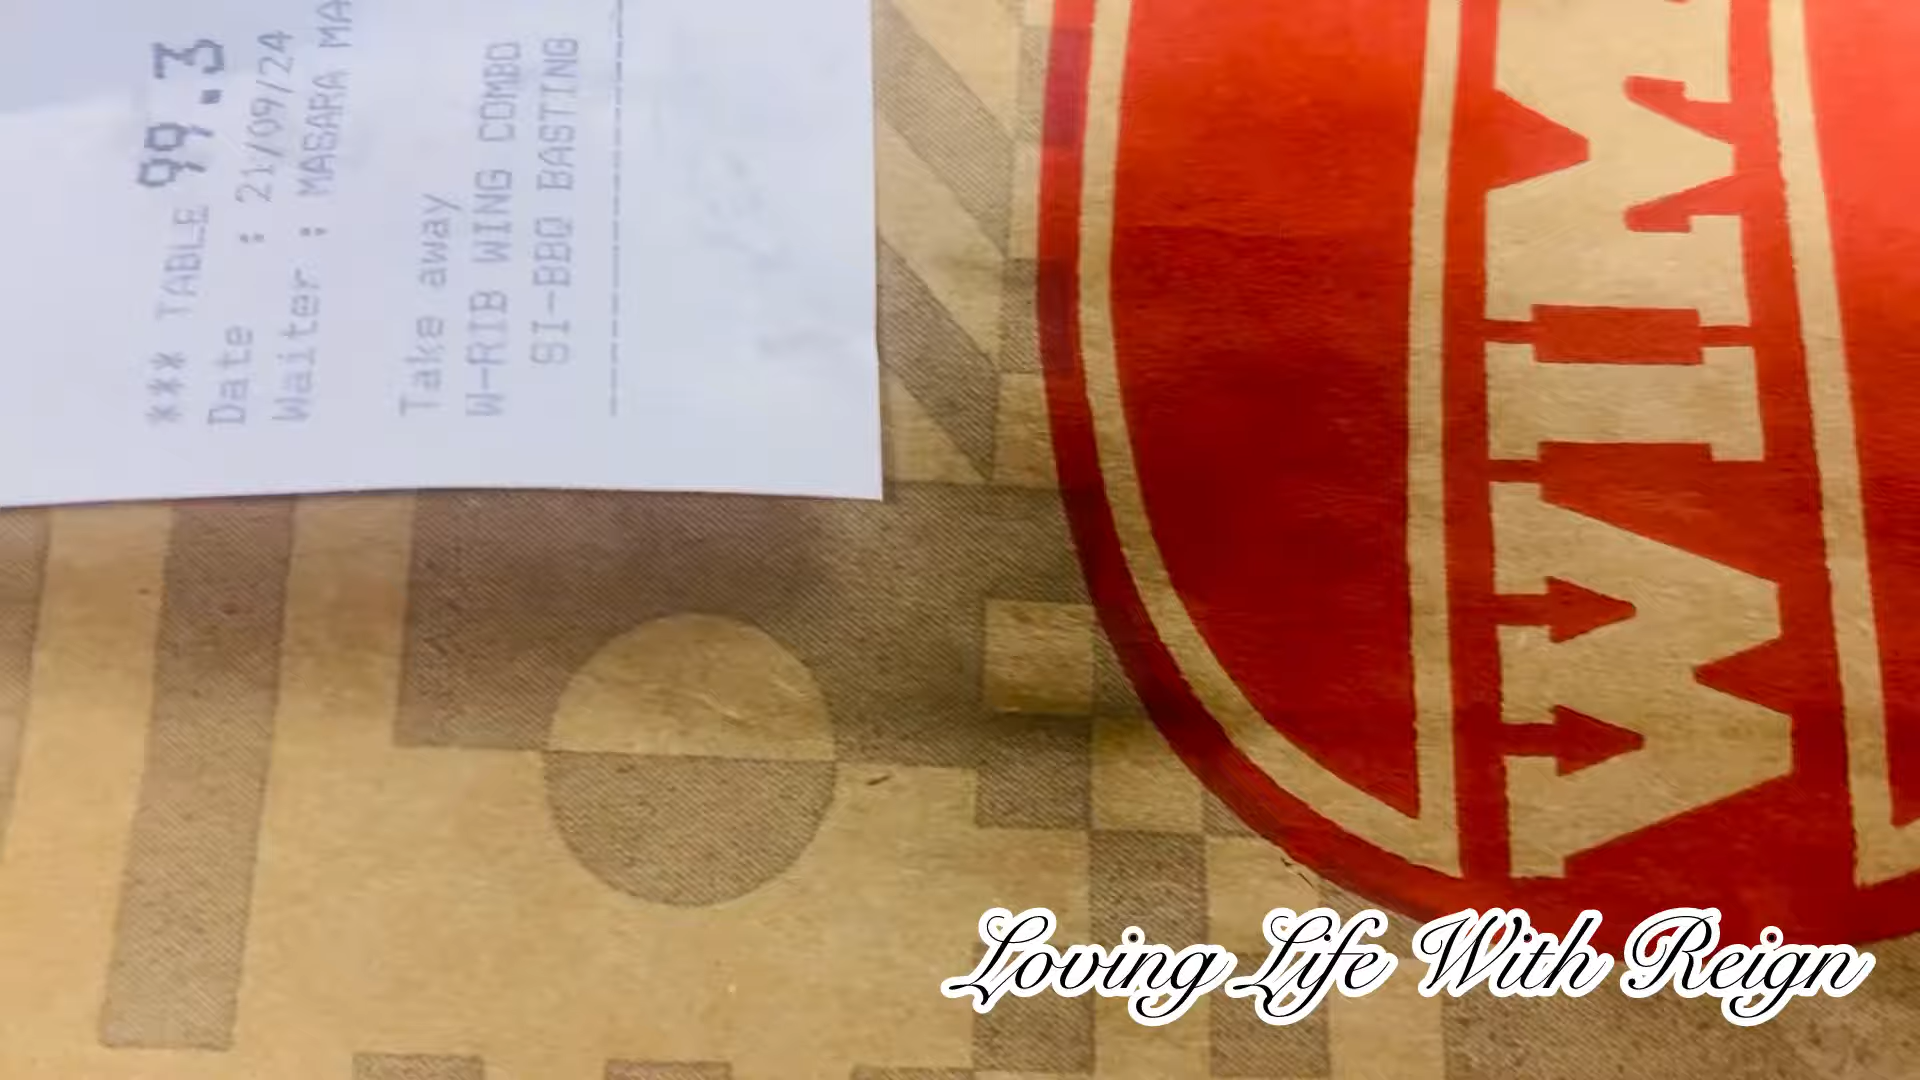 *** TABLE 99.3
Date : 21/09/24
Waiter : MASARA MA
Take away
W-RIB WING COMBO
SI-BBQ BASTING
WIM
Loving Life With Reign